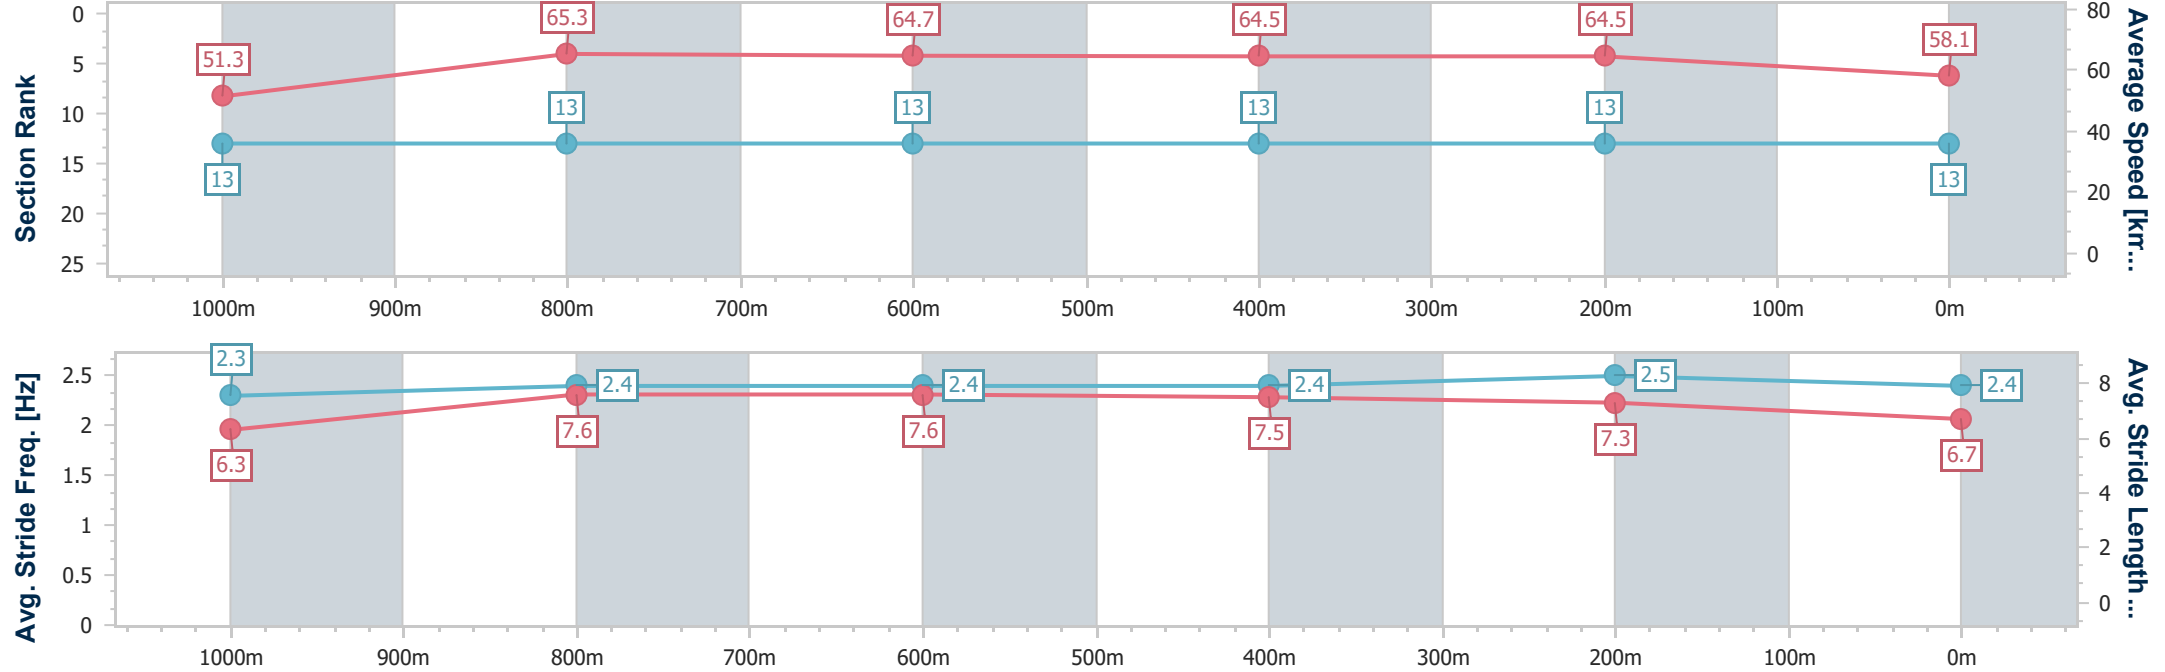 Section Rank
0
5
10
15
20
25
51.3
65.3
64.7
64.5
64.5
58.1
13
13
13
13
13
13
80
60
40
20
0
Average Speed [km...
1000m
900m
800m
700m
600m
500m
400m
300m
200m
100m
0m
Avg. Stride Freq. [Hz]
2.5
2
1.5
1
0.5
0
2.3
2.4
2.4
2.4
2.5
2.4
6.3
7.6
7.6
7.5
7.3
6.7
8
6
4
2
0
Avg. Stride Length ...
1000m
900m
800m
700m
600m
500m
400m
300m
200m
100m
0m